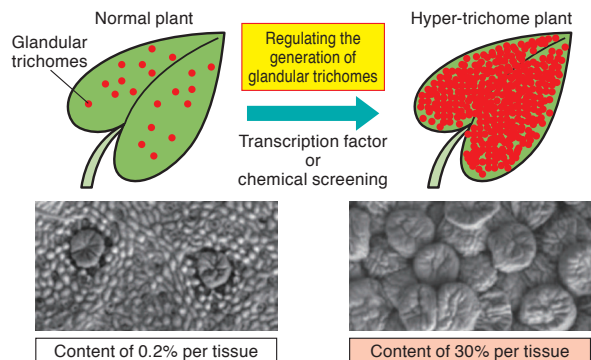 Normal plant
Glandular
trichomes
Regulating the
generation of
glandular trichomes
Transcription factor
or
chemical screening
Hyper-trichome plant
Content of 0.2% per tissue
Content of 30% per tissue